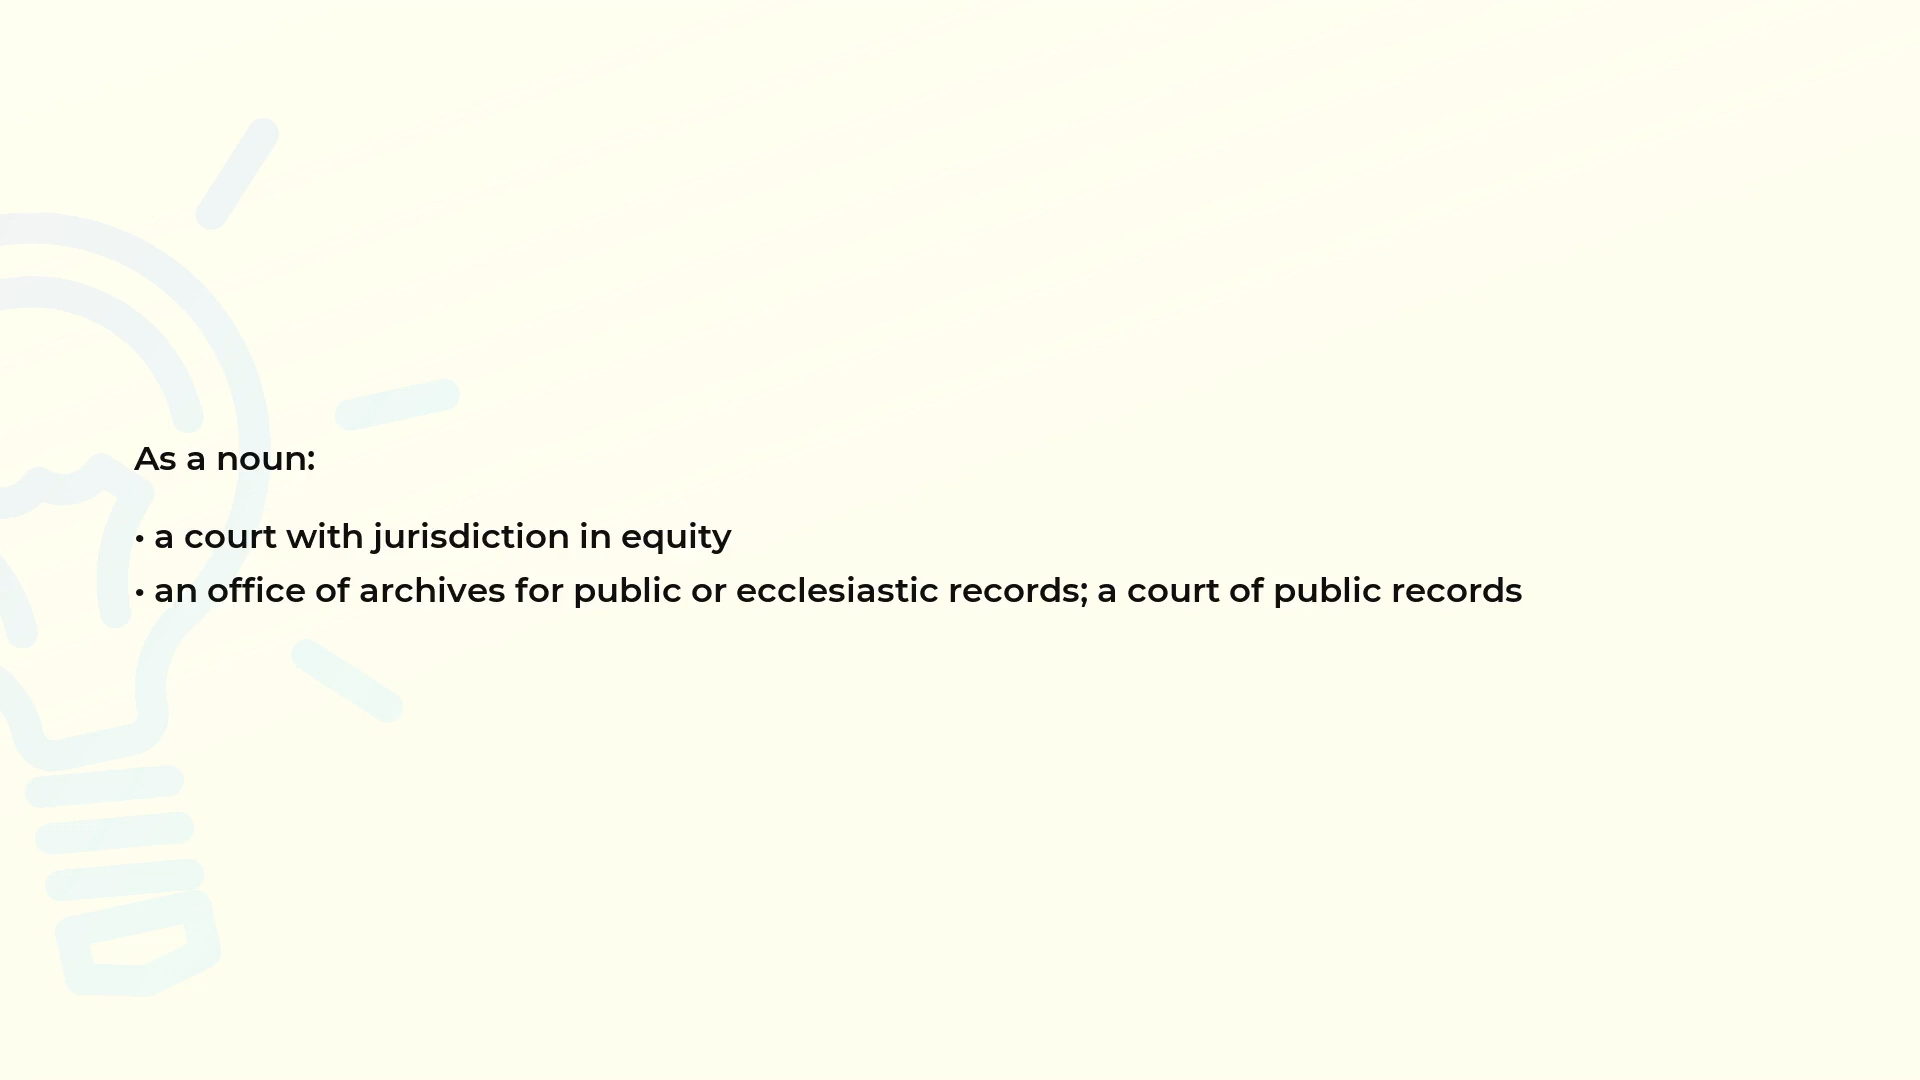 As a noun:
• a court with jurisdiction in equity
• an office of archives for public or ecclesiastic records; a court of public records